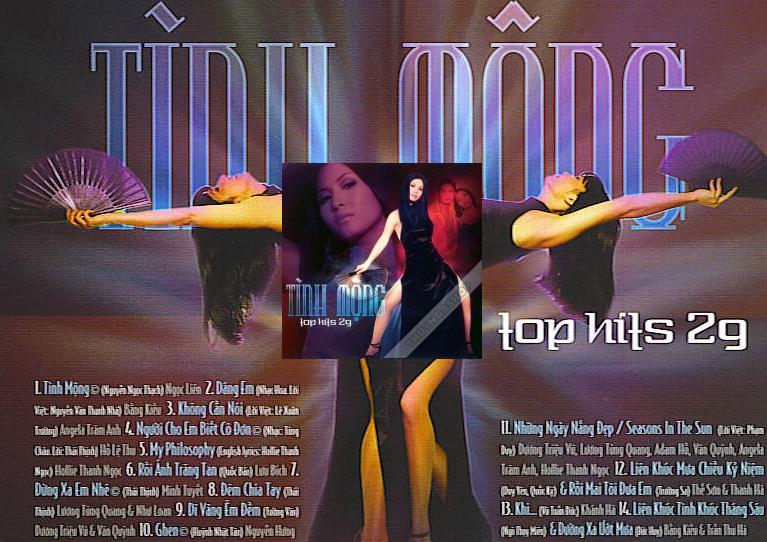 TÌNH MỘNG
TÌNH MỘNG
top hits 29
top hits 29
1. Tình Mộng © (Nguyễn Ngọc Thạch) Ngọc Liên 2. Dâng Em (Nhạc Hoa, Lời
Việt: Nguyễn Văn Thanh Nhã) Bằng Kiều 3. Không Cần Nói (Lời Việt: Lê Xuân
Trường) Angela Trâm Anh 4. Người Cho Em Biết Cô Đơn © (Nhạc: Tùng
Châu, Lời: Thái Thịnh) Hồ Lệ Thu 5. My Philosophy (English lyrics: Hollie Thanh
Ngọc) Hollie Thanh Ngọc 6. Rồi Ánh Trăng Tan (Quốc Bảo) Lưu Bích 7.
Đừng Xa Em Nhé © (Thái Thịnh) Minh Tuyết 8. Đêm Chia Tay (Thái
Thịnh) Lương Tùng Quang & Như Loan 9. Dĩ Vãng Êm Đềm (Tường Văn)
Dương Triệu Vũ & Vân Quỳnh 10. Ghen © (Huỳnh Nhật Tân) Nguyễn Hưng
11. Những Ngày Nắng Đẹp / Seasons In The Sun (Lời Việt: Phạm
Duy) Dương Triệu Vũ, Lương Tùng Quang, Adam Hồ, Vân Quỳnh, Angela
Trâm Anh, Hollie Thanh Ngọc 12. Liên Khúc Mưa Chiều Kỷ Niệm
(Duy Yên, Quốc Kỳ) & Rồi Mai Tôi Đưa Em (Trường Sa) Thế Sơn & Thanh Hà
13. Khi... (Vũ Tuấn Đức) Khánh Hà 14. Liên Khúc Tình Khúc Tháng Sáu
(Ngô Thụy Miên) & Đường Xa Ướt Mưa (Đức Huy) Bằng Kiều & Trần Thu Hà